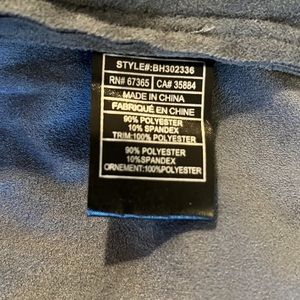 STYLE#:BH302336
RN# 67365 CA# 35884
MADE IN CHINA
FABRIQUÉ EN CHINE
90% POLYESTER
10% SPANDEX
TRIM:100% POLYESTER
90% POLYESTER
10%SPANDEX
ORNEMENT:100%POLYESTER